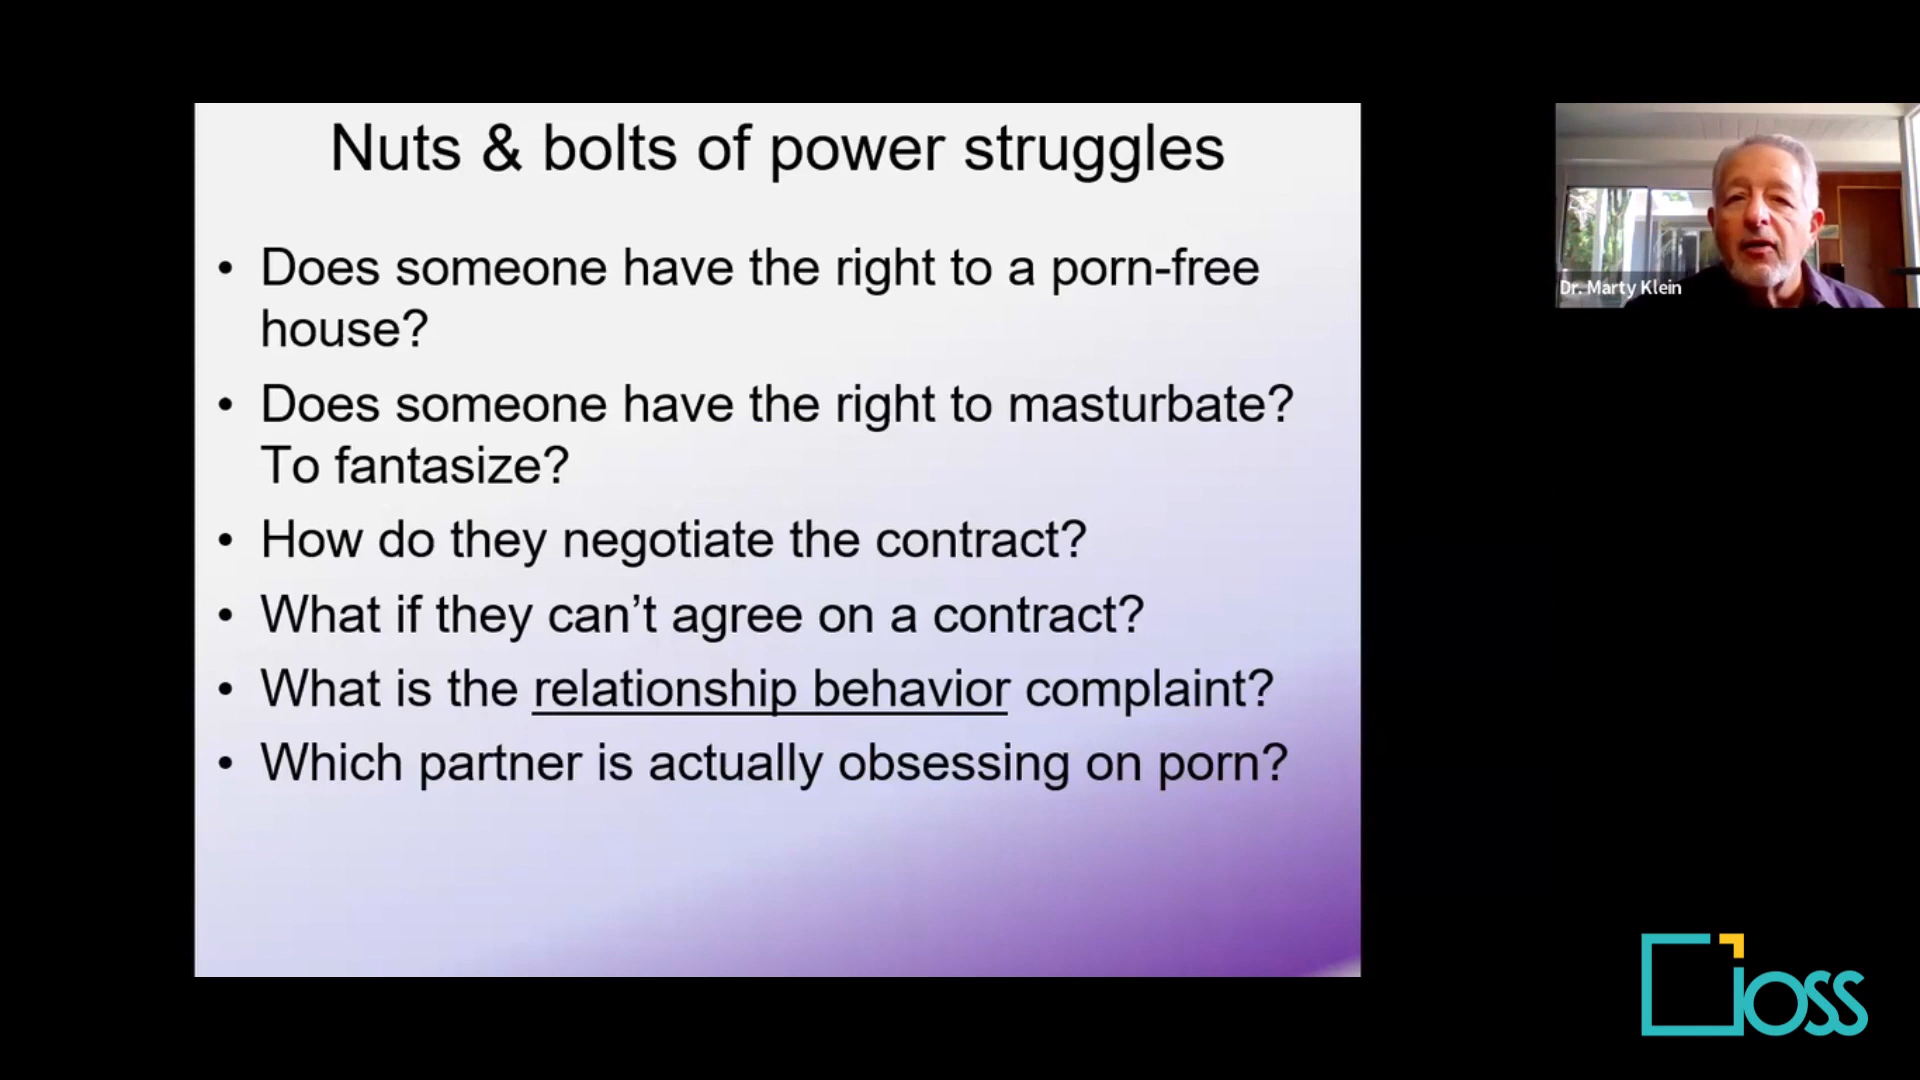 Nuts & bolts of power struggles
• Does someone have the right to a porn-free
house?
• Does someone have the right to masturbate?
To fantasize?
• How do they negotiate the contract?
• What if they can’t agree on a contract?
• What is the relationship behavior complaint?
• Which partner is actually obsessing on porn?
Dr. Marty Klein
ioss